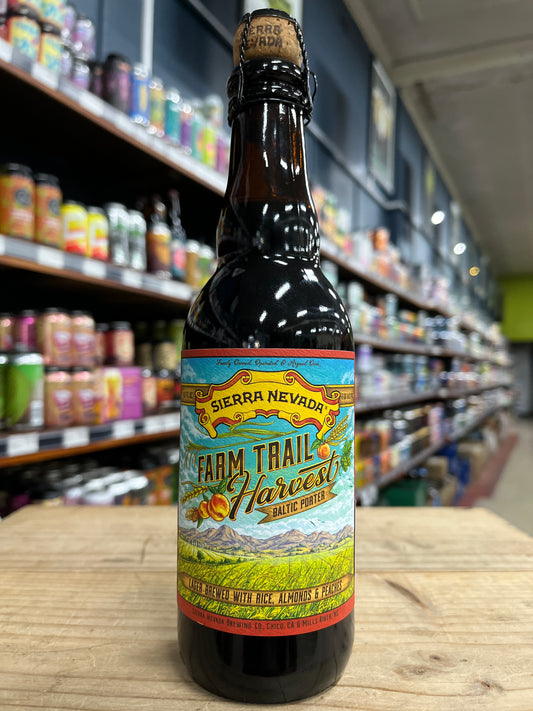 SIERRA
NEVADA
Family Owned, Operated & Argued Over
SIERRA NEVADA
FARM TRAIL
Harvest
BALTIC PORTER
LAGER BREWED WITH RICE, ALMONDS & PEACHES
SIERRA NEVADA BREWING CO., CHICO, CA & MILLS RIVER, NC